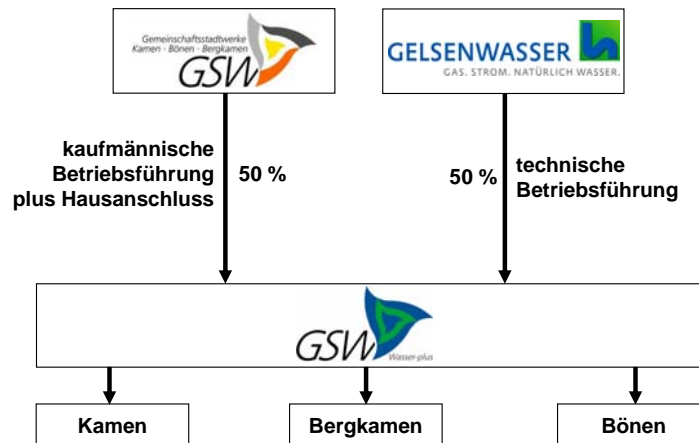 Gemeinschaftsstadtwerke
Kamen - Bönen - Bergkamen
GSW
GELSENWASSER
GAS. STROM. NATÜRLICH WASSER.
kaufmännische
Betriebsführung
plus Hausanschluss
50 %
50 %
technische
Betriebsführung
GSW
Wasser-plus
Kamen
Bergkamen
Bönen